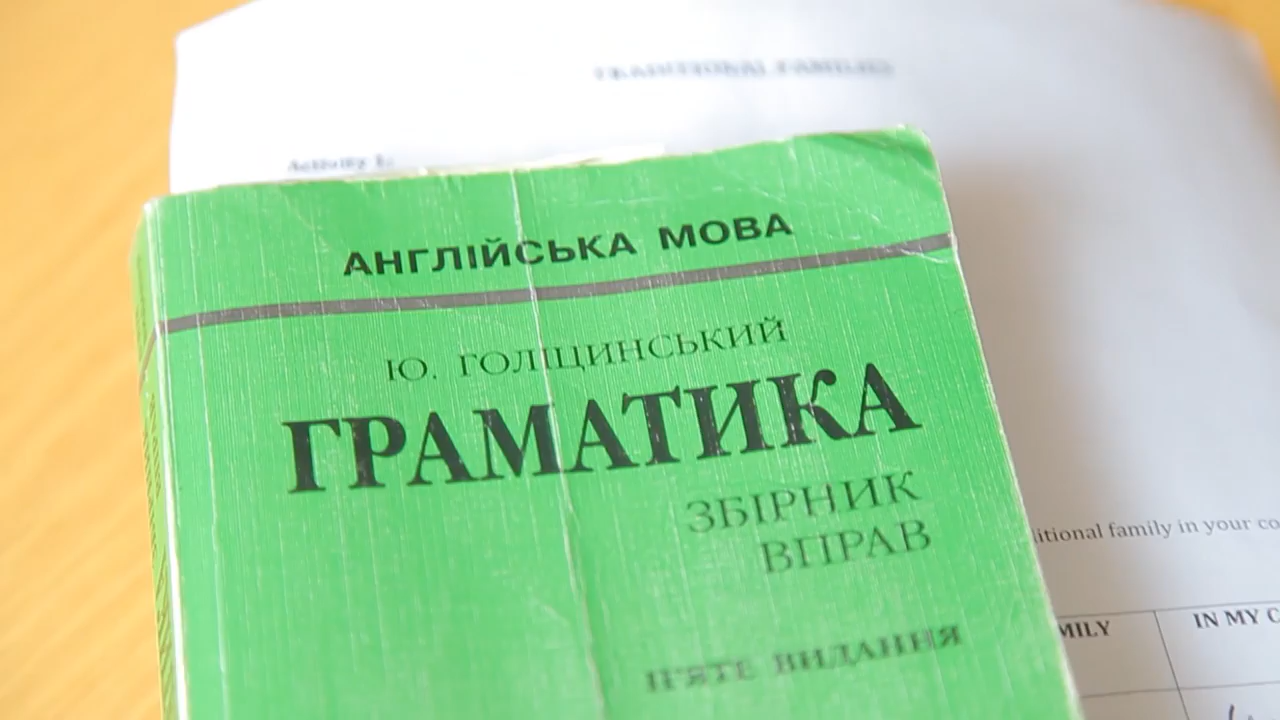 TRADITIONAL FAMILIES
Activity 1:
АНГЛІЙСЬКА МОВА
Ю. ГОЛІЦИНСЬКИЙ
ГРАМАТИКА
ЗБІРНИК
ВПРАВ
П'ЯТЕ ВИДАННЯ
itional family in your co
MILY
IN MY C